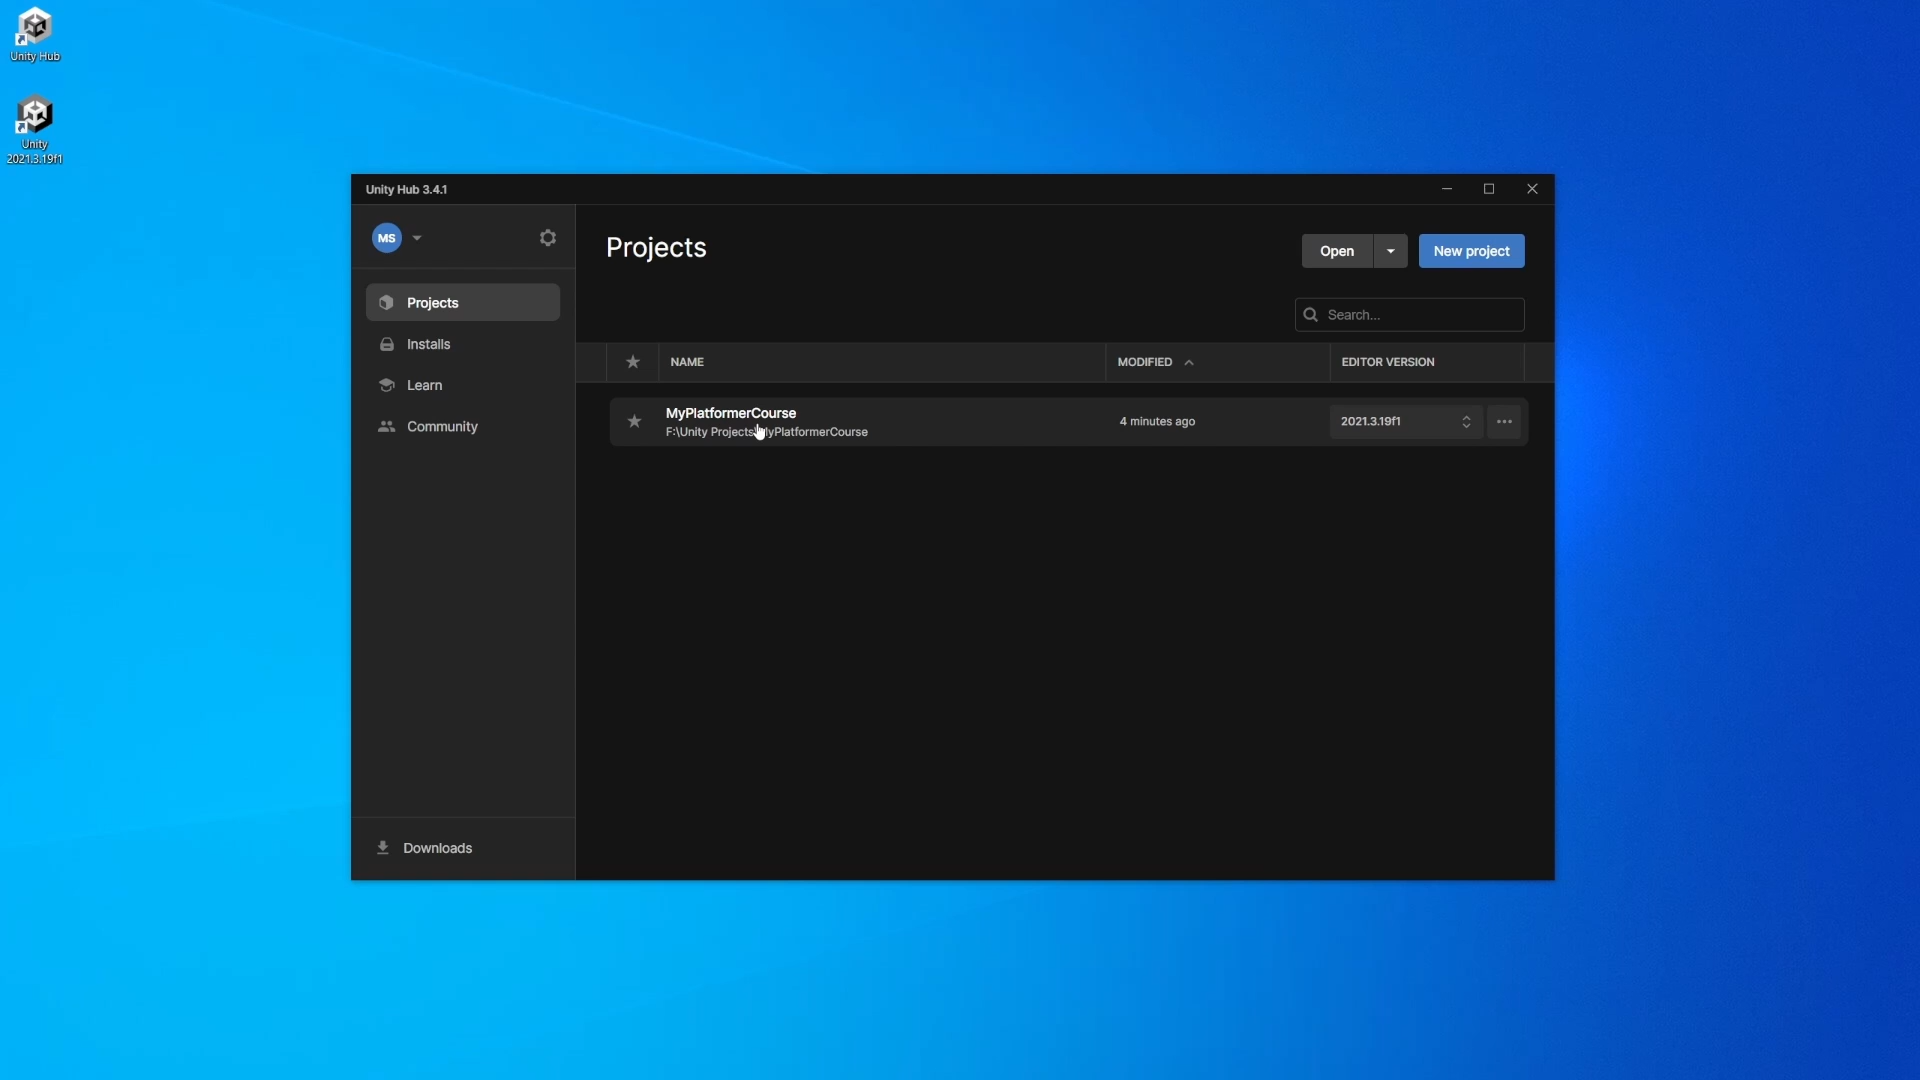 Unity Hub
Unity
2021.3.19f1
Unity Hub 3.4.1
MS
Projects
Installs
Learn
Community
Downloads
Projects
Open
New project
Search...
NAME
MODIFIED
EDITOR VERSION
MyPlatformerCourse
4 minutes ago
2021.3.19f1
F:\Unity Projects\MyPlatformerCourse